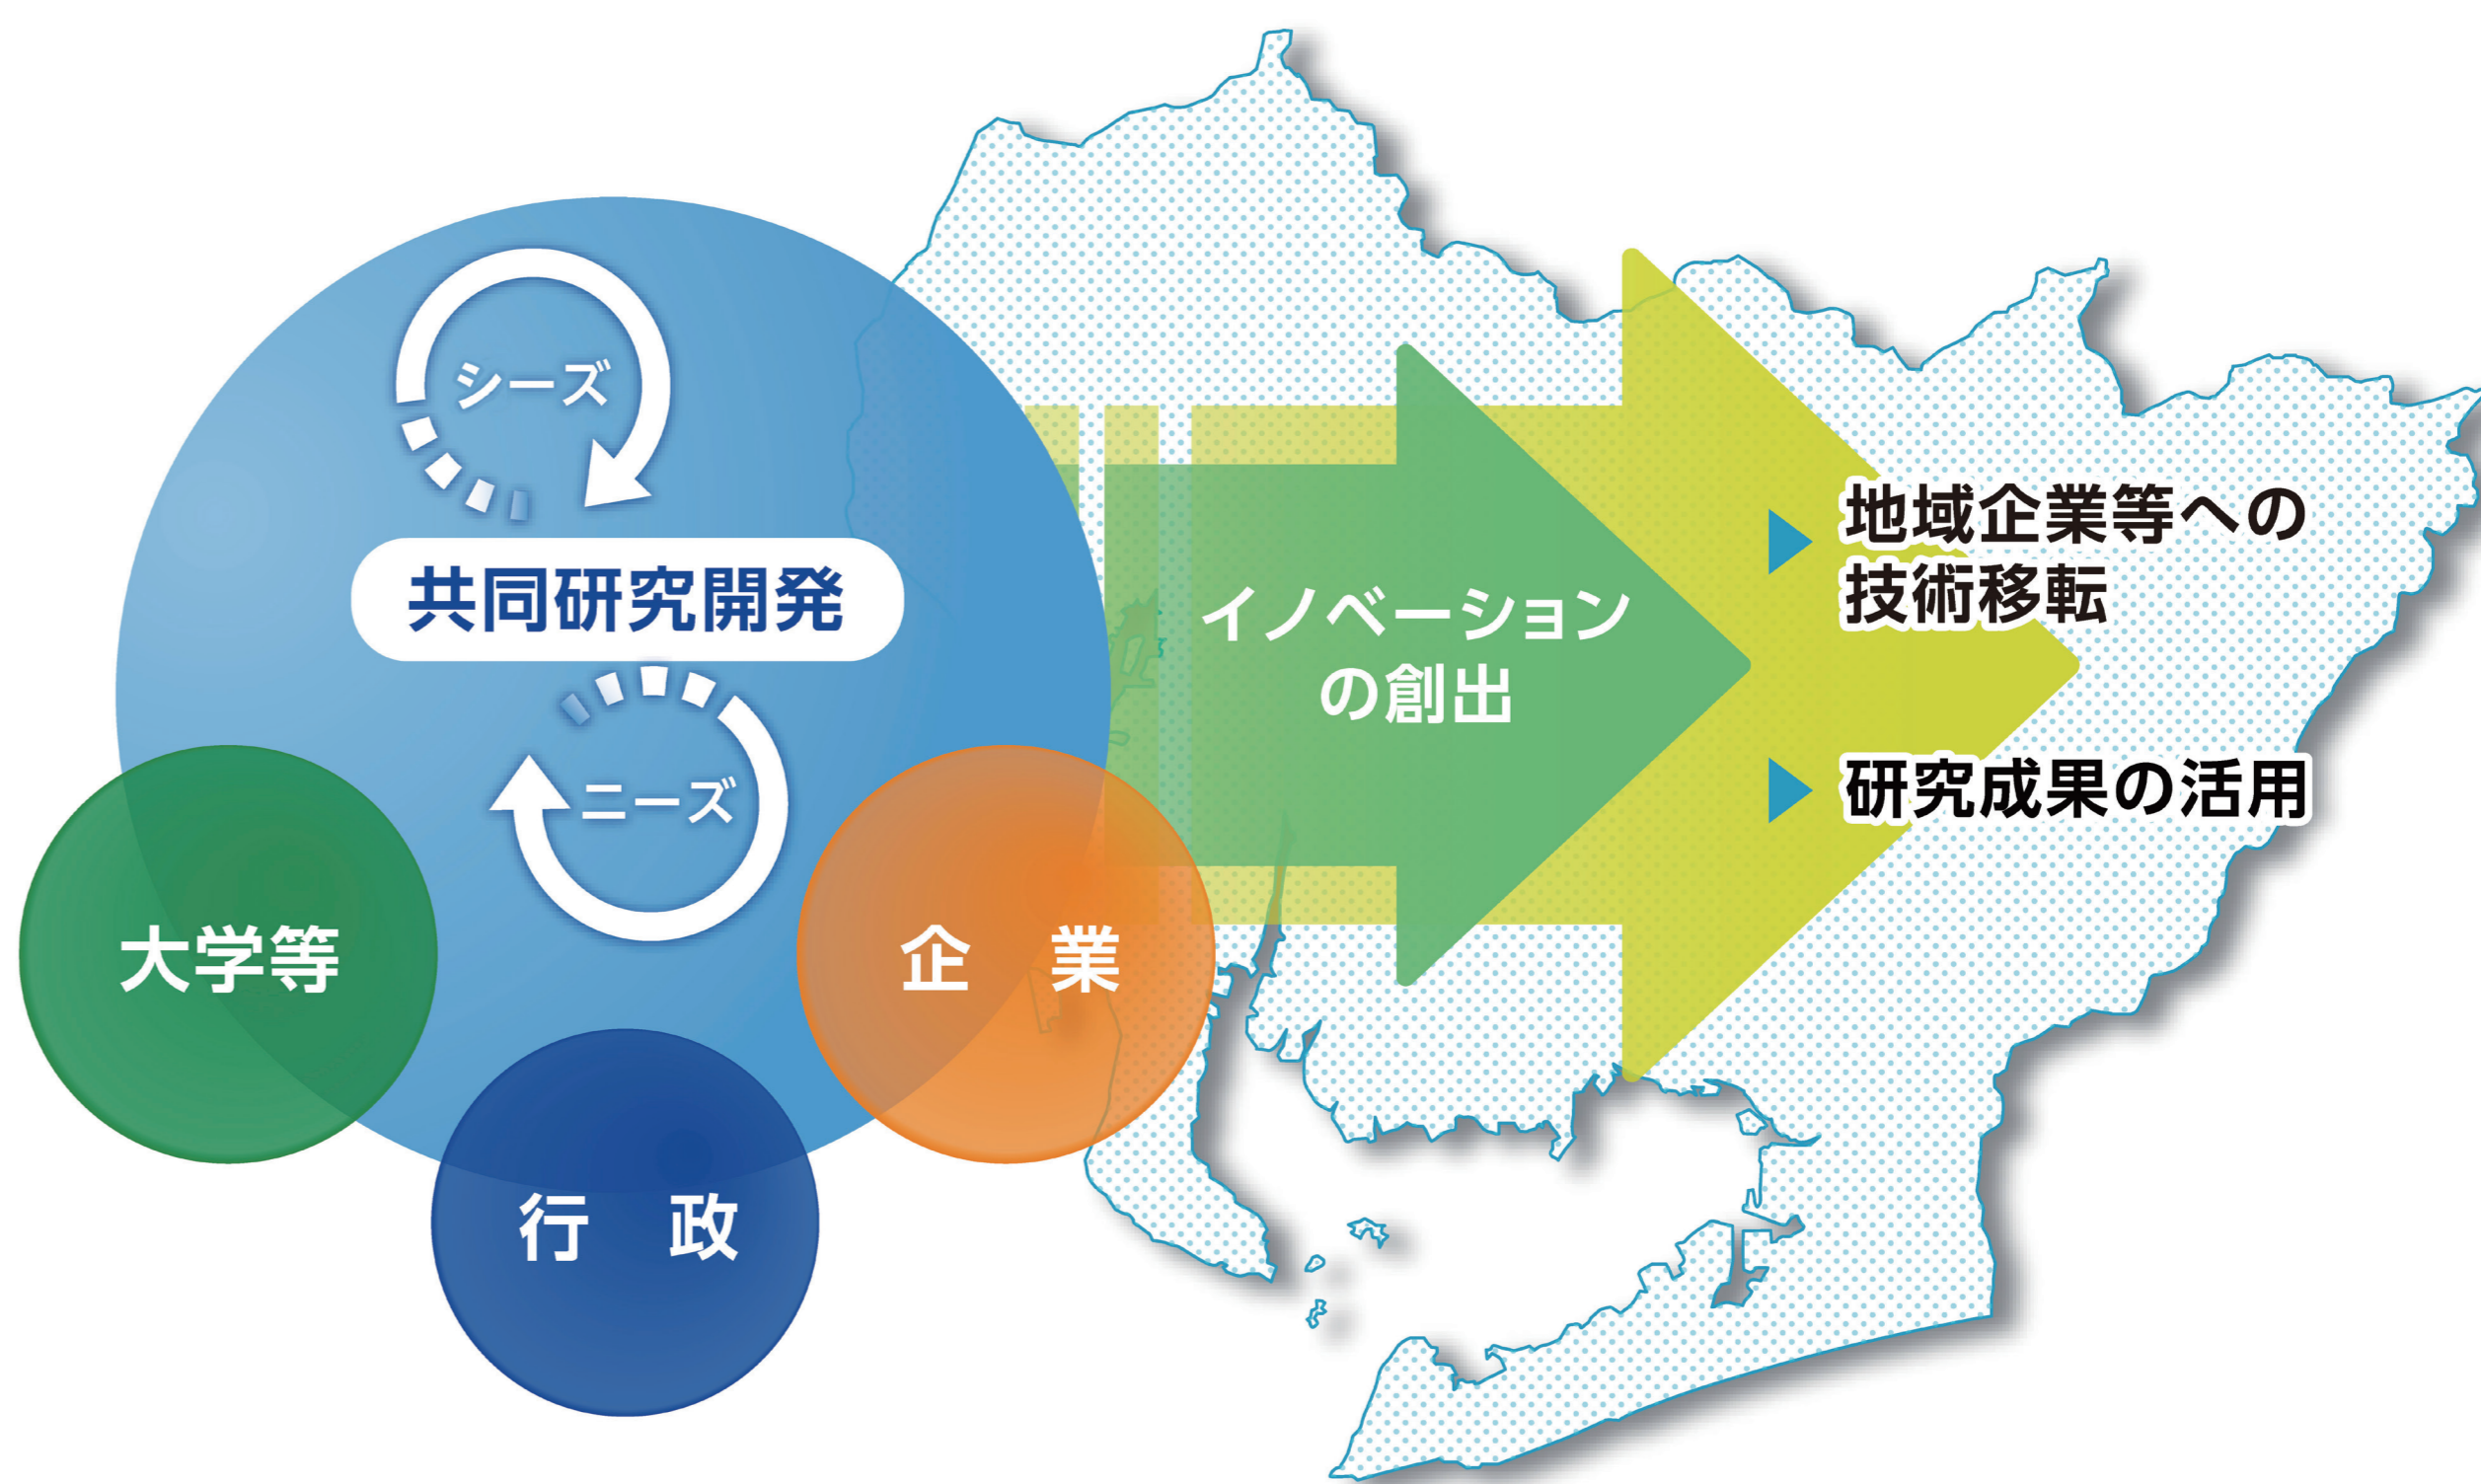 シーズ
共同研究開発
ニーズ
大学等
企　業
行　政
イノベーション
の創出
地域企業等への
技術移転
研究成果の活用